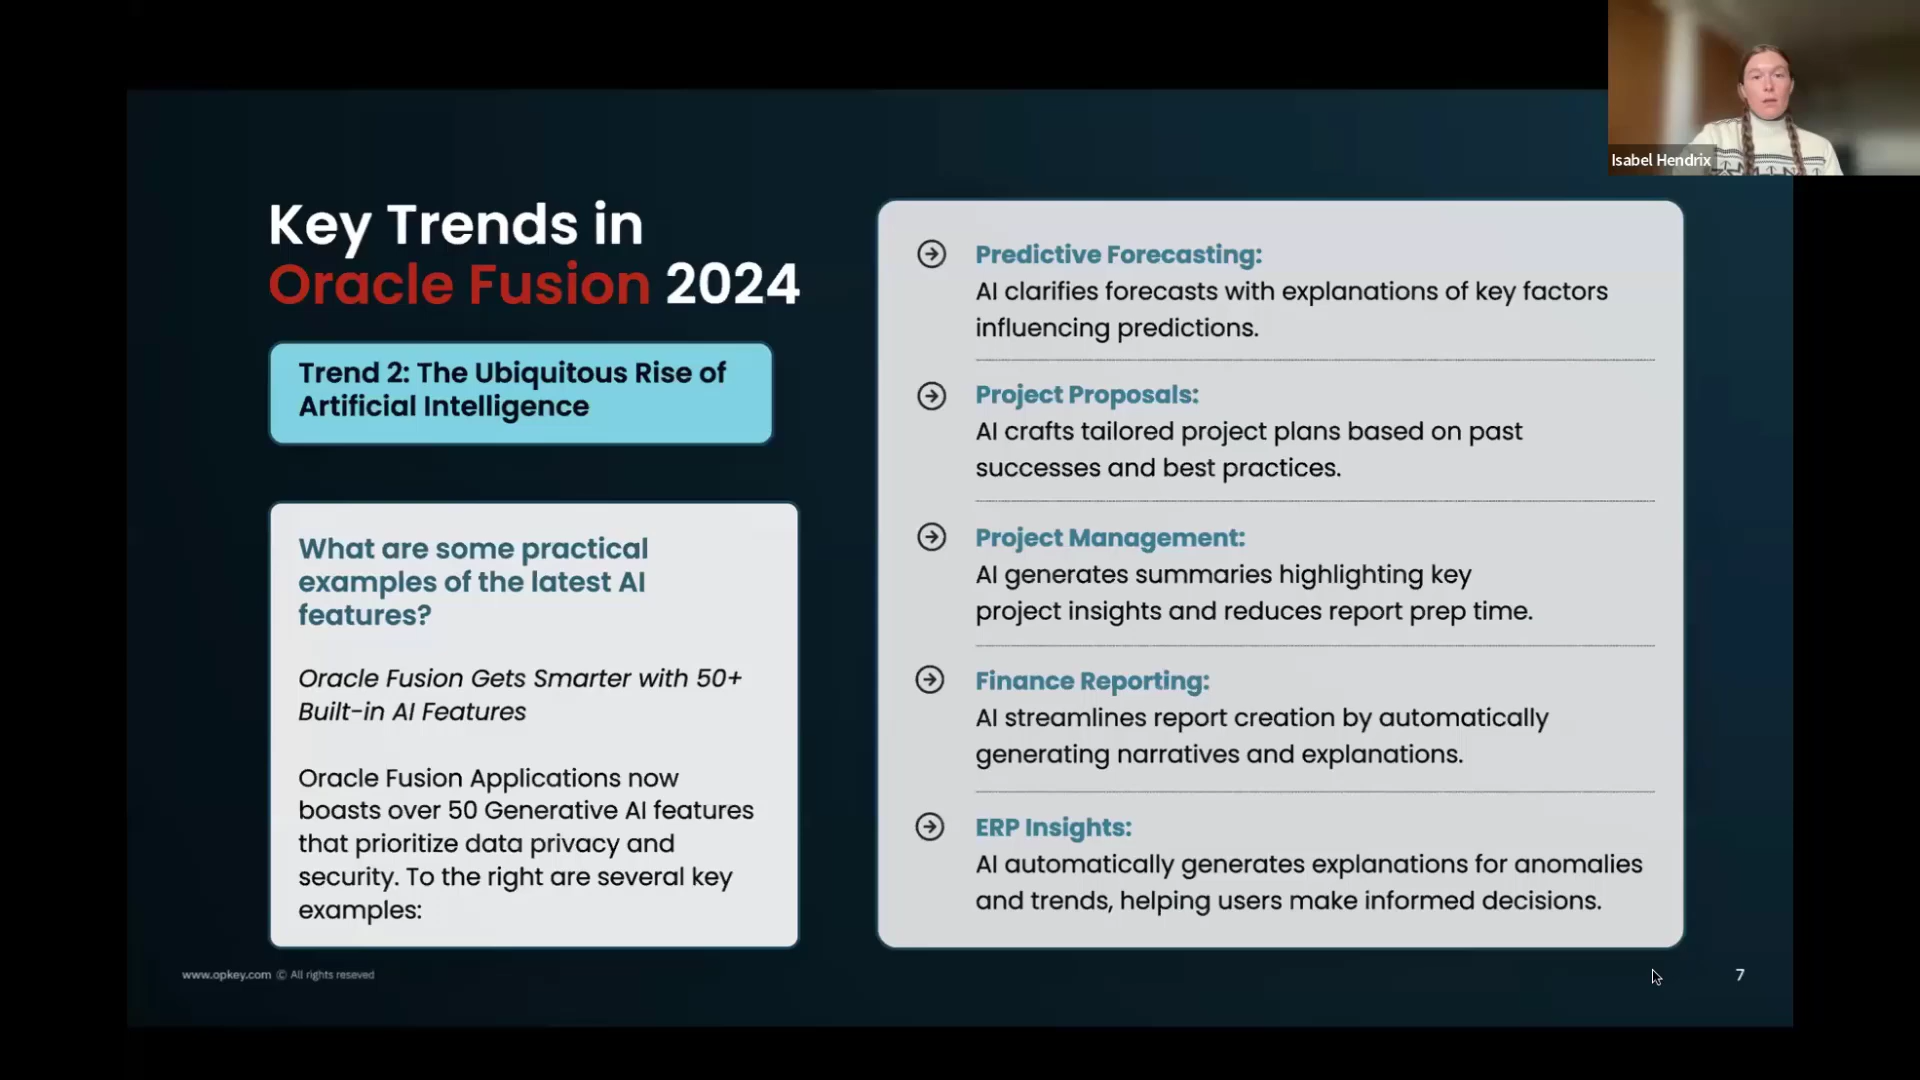 Isabel Hendrix
Key Trends in
Oracle Fusion 2024
Trend 2: The Ubiquitous Rise of
Artificial Intelligence
What are some practical
examples of the latest AI
features?
Oracle Fusion Gets Smarter with 50+
Built-in AI Features
Oracle Fusion Applications now
boasts over 50 Generative AI features
that prioritize data privacy and
security. To the right are several key
examples:
Predictive Forecasting:
AI clarifies forecasts with explanations of key factors
influencing predictions.
Project Proposals:
AI crafts tailored project plans based on past
successes and best practices.
Project Management:
AI generates summaries highlighting key
project insights and reduces report prep time.
Finance Reporting:
AI streamlines report creation by automatically
generating narratives and explanations.
ERP Insights:
AI automatically generates explanations for anomalies
and trends, helping users make informed decisions.
www.opkey.com © All rights reseved
7